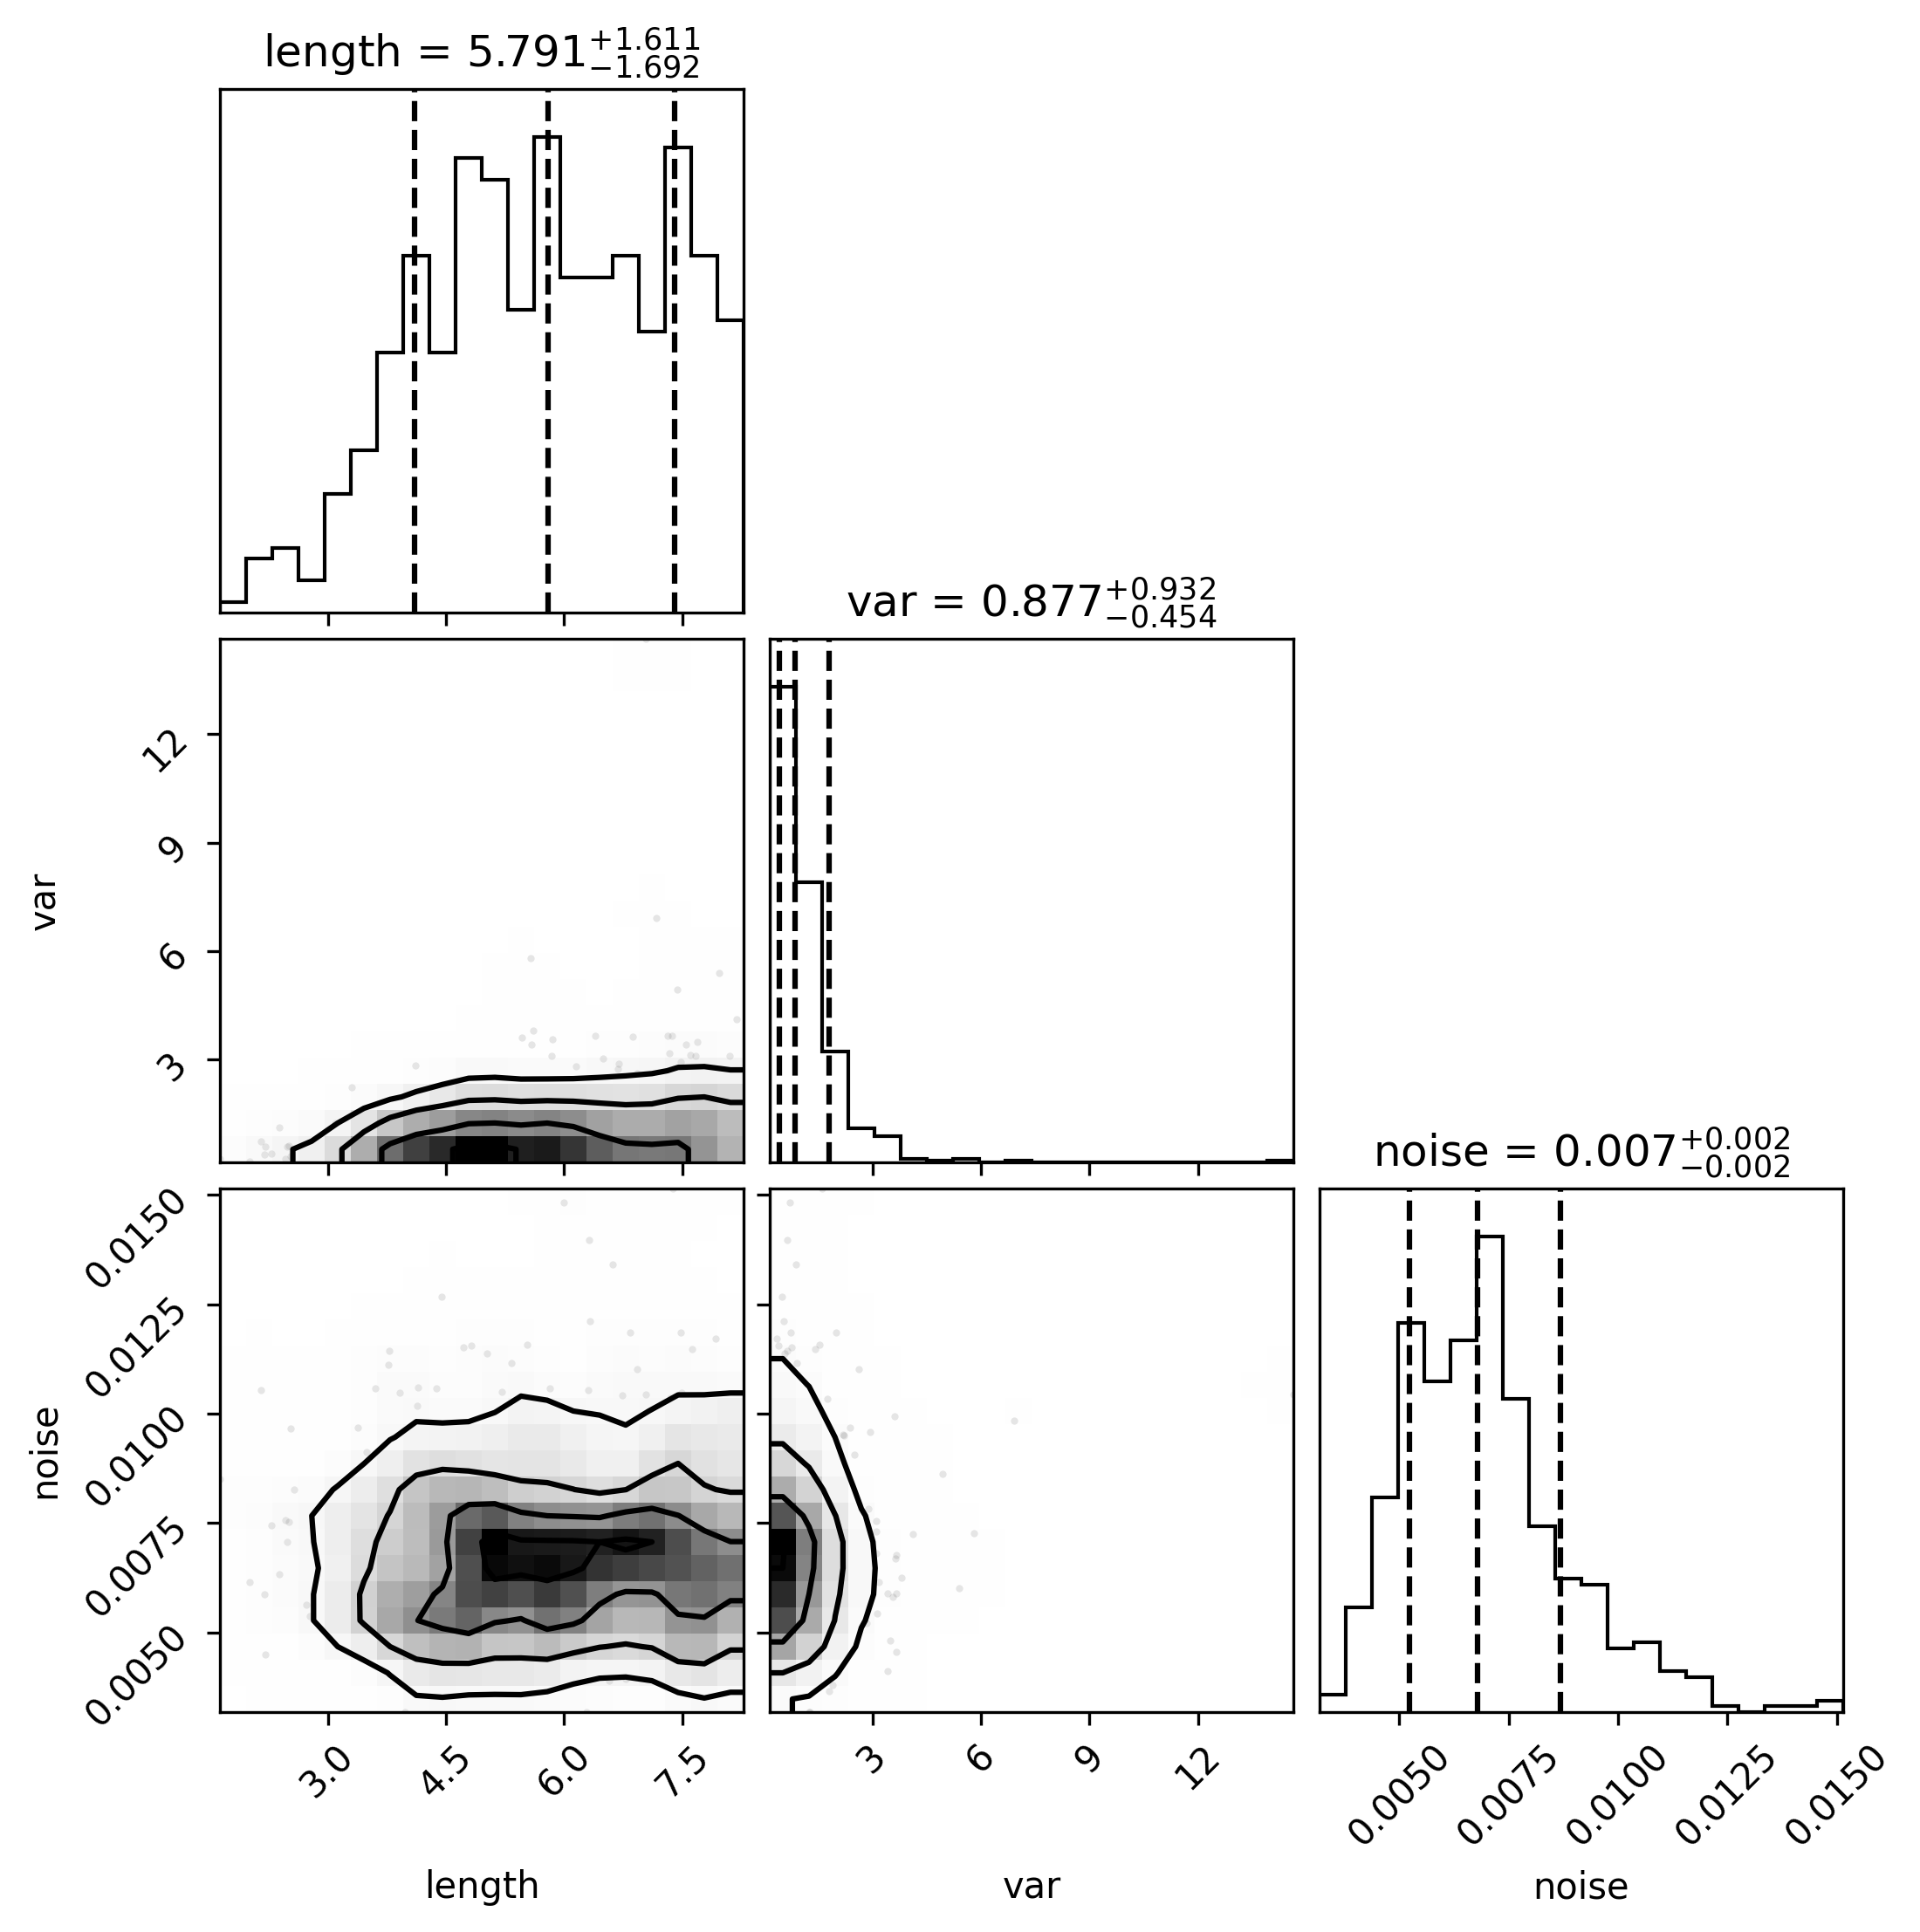 length = 5.791 +1.611 −1.692
var = 0.877 +0.932 −0.454
12
9
6
3
var
noise = 0.007 +0.002 −0.002
0.0150
0.0125
0.0100
0.0075
0.0050
noise
3.0 4.5 6.0 7.5
length
3 6 9 12
var
0.0050 0.0075 0.0100 0.0125 0.0150
noise